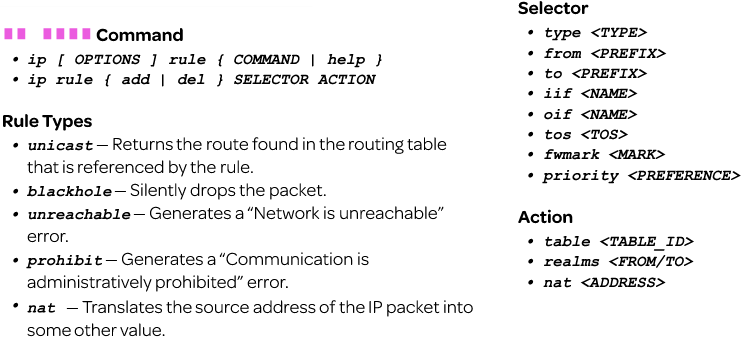 Command
• ip [ OPTIONS ] rule { COMMAND | help }
• ip rule { add | del } SELECTOR ACTION
Rule Types
• unicast — Returns the route found in the routing table
that is referenced by the rule.
• blackhole — Silently drops the packet.
• unreachable — Generates a “Network is unreachable”
error.
• prohibit — Generates a “Communication is
administratively prohibited” error.
• nat — Translates the source address of the IP packet into
some other value.
Selector
• type <TYPE>
• from <PREFIX>
• to <PREFIX>
• iif <NAME>
• oif <NAME>
• tos <TOS>
• fwmark <MARK>
• priority <PREFERENCE>
Action
• table <TABLE_ID>
• realms <FROM/TO>
• nat <ADDRESS>